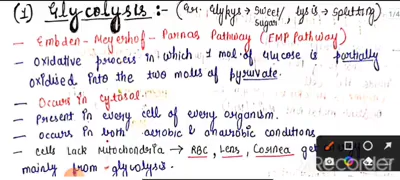 (1) Glycolysis :- (Gr. Glykys → Sweet/Sugar, lysis → Splitting)
- Embden - Meyerhof - Parnas Pathway (EMP Pathway)
- Oxidative process in which 1 mol. of glucose is partially
oxidised into the two moles of pyruvate.
- Occurs in cytosol
- Present in every cell of every organism.
- occurs in both aerobic & anaerobic conditions
- Cells lack mitochondria → RBC, Lens, Cornea ge
mainly from glycolysis.
Recorder